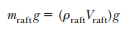 m_raft g = (ρ_raft V_raft)g